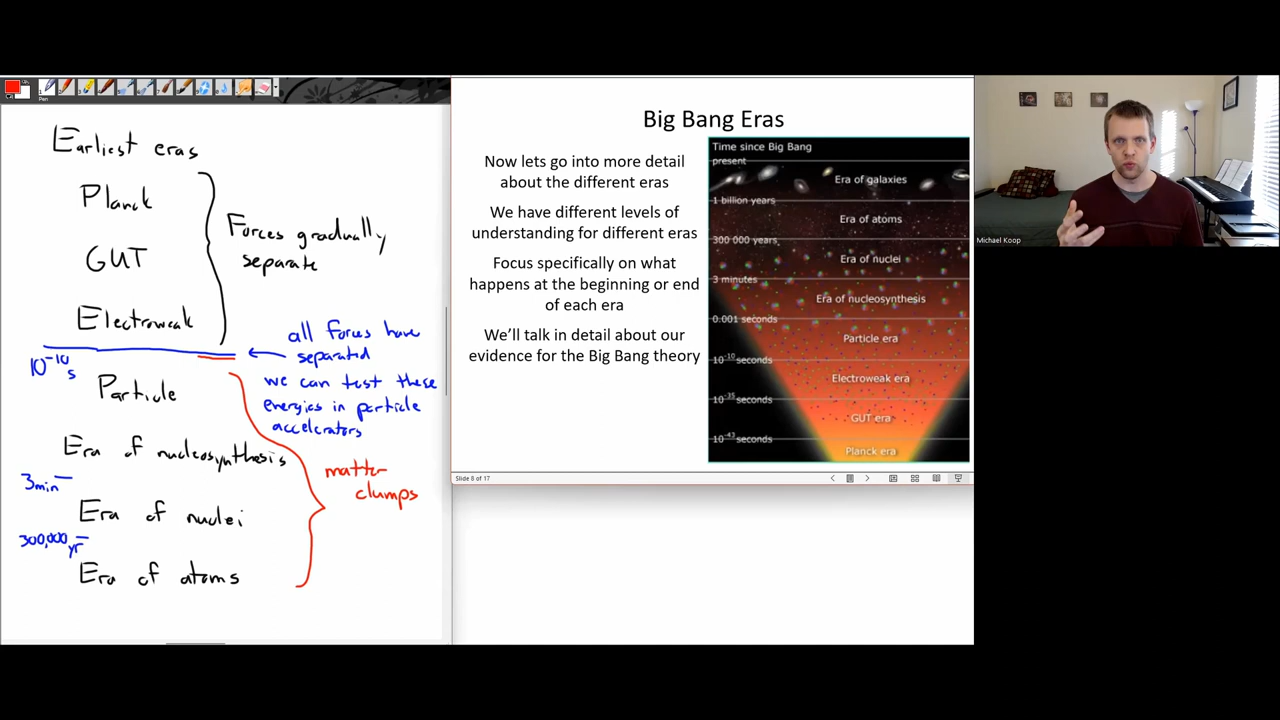 Pen
Earliest eras
Planck
GUT
Electroweak
Forces gradually
separate
10⁻¹⁰ s
all forces have
separated
we can test these
energies in particle
accelerators
Particle
Era of nucleosynthesis
3min
Era of nuclei
300,000 yr
Era of atoms
matter
clumps
Big Bang Eras
Now lets go into more detail
about the different eras
We have different levels of
understanding for different eras
Focus specifically on what
happens at the beginning or end
of each era
We'll talk in detail about our
evidence for the Big Bang theory
Time since Big Bang
present
Era of galaxies
1 billion years
Era of atoms
300 000 years
Era of nuclei
3 minutes
Era of nucleosynthesis
0.001 seconds
Particle era
10⁻¹⁰ seconds
Electroweak era
10⁻³⁵ seconds
GUT era
10⁻⁴³ seconds
Planck era
Slide 8 of 17
Michael Koop